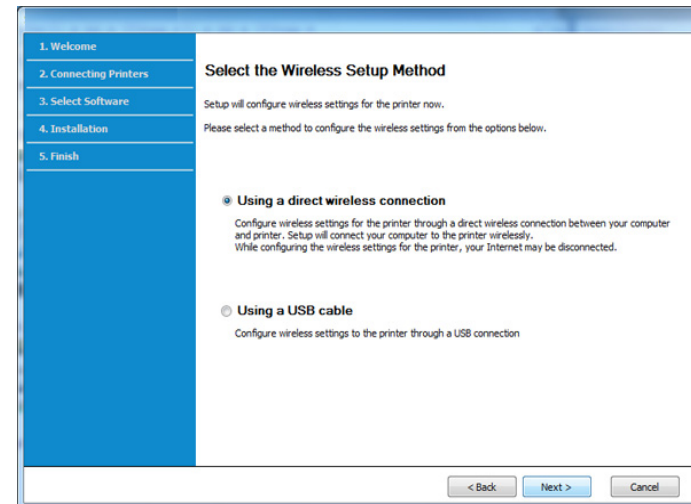 1. Welcome
2. Connecting Printers
3. Select Software
4. Installation
5. Finish
Select the Wireless Setup Method
Setup will configure wireless settings for the printer now.
Please select a method to configure the wireless settings from the options below.
Using a direct wireless connection
Configure wireless settings for the printer through a direct wireless connection between your computer
and printer. Setup will connect your computer to the printer wirelessly.
While configuring the wireless settings for the printer, your Internet may be disconnected.
Using a USB cable
Configure wireless settings to the printer through a USB connection
< Back Next > Cancel